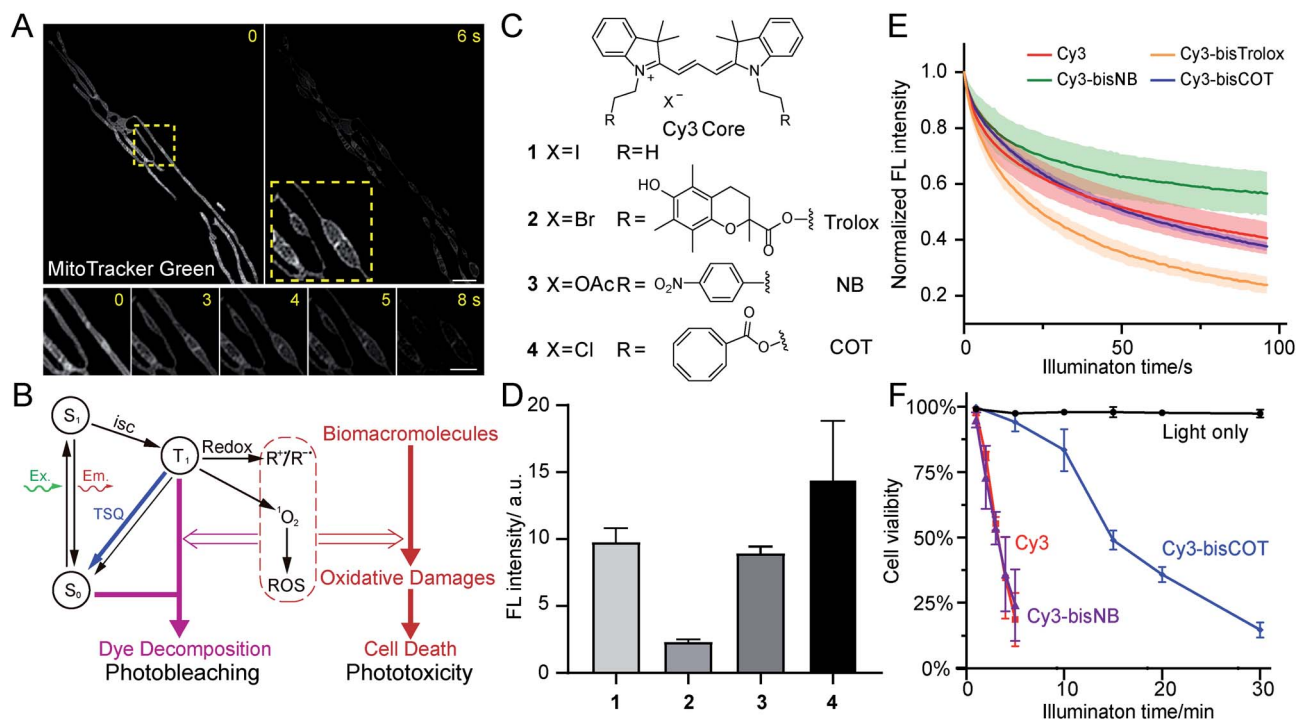 A
0
6 s
MitoTracker Green
0
3
4
5
8 s
B
S1
isc
T1
Redox
R+·/R−·
Ex.
Em.
TSQ
1O2
ROS
S0
Biomacromolecules
Oxidative Damages
Dye Decomposition
Cell Death
Photobleaching
Phototoxicity
C
N
+
N
X−
R
R
Cy3 Core
1 X=I R=H
2 X=Br R= HO O O O Trolox
3 X=OAc R= O2N NB
4 X=Cl R= O O COT
D
FL intensity/ a.u.
20
15
10
5
0
1
2
3
4
E
Cy3
Cy3-bisTrolox
Cy3-bisNB
Cy3-bisCOT
Normalized FL intensity
1.0
0.8
0.6
0.4
0.2
0
50
100
Illuminaton time/s
F
Cell vialibity
100%
75%
50%
25%
0%
Light only
Cy3
Cy3-bisCOT
Cy3-bisNB
0
10
20
30
Illuminaton time/min